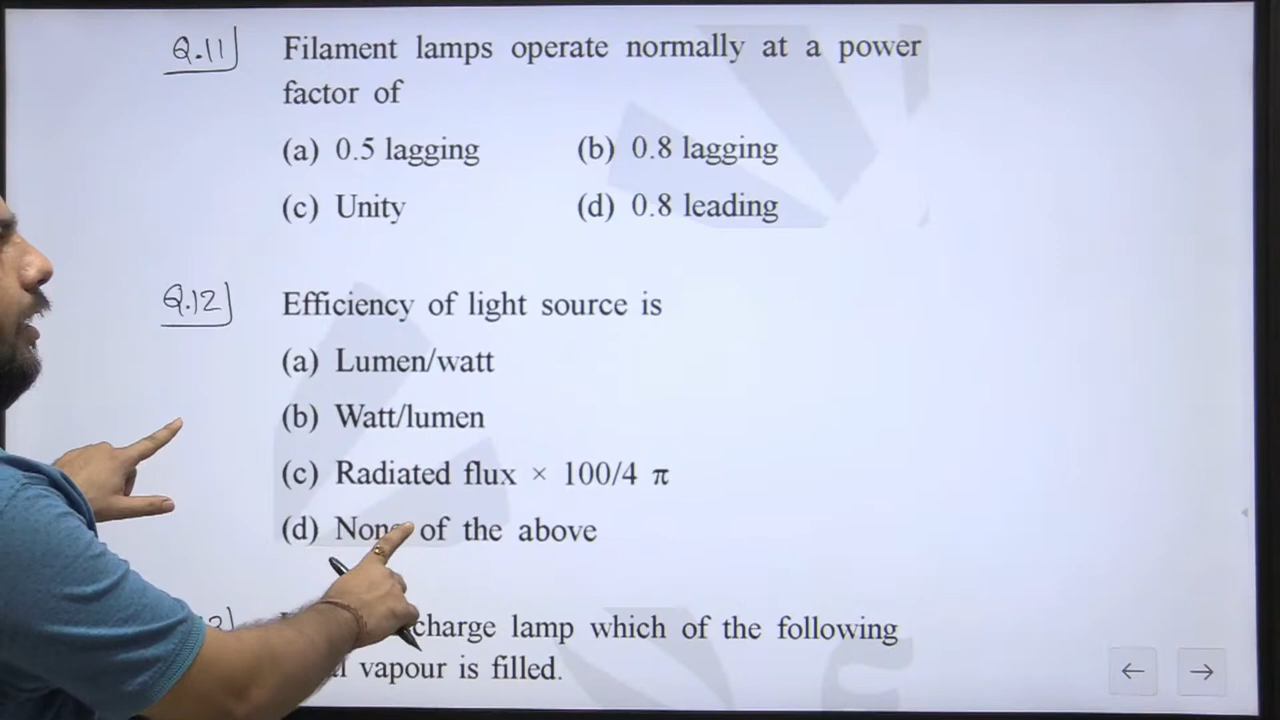 Q.11 Filament lamps operate normally at a power
factor of
(a) 0.5 lagging (b) 0.8 lagging
(c) Unity (d) 0.8 leading
Q.12 Efficiency of light source is
(a) Lumen/watt
(b) Watt/lumen
(c) Radiated flux × 100/4 π
(d) None of the above
charge lamp which of the following
vapour is filled.